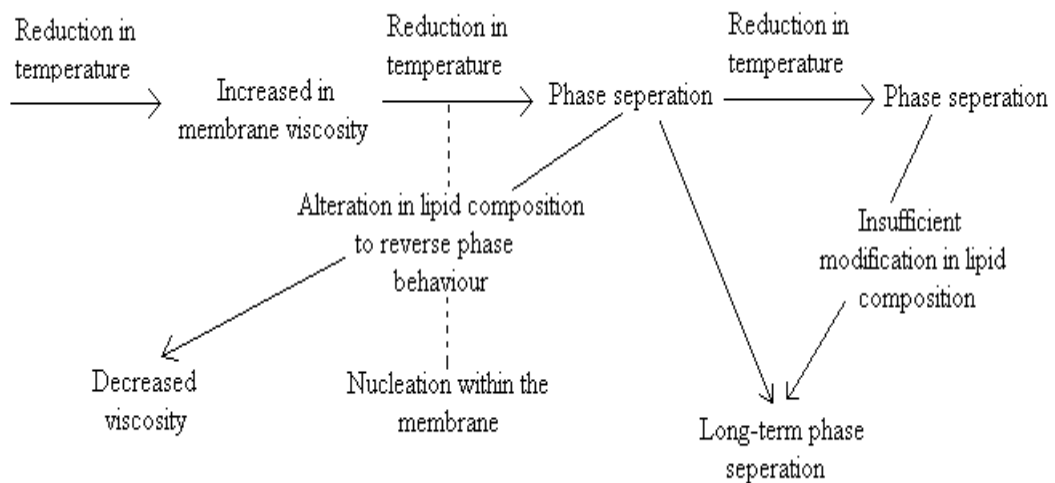 Reduction in
temperature
Increased in
membrane viscosity
Reduction in
temperature
Phase seperation
Reduction in
temperature
Phase seperation
Alteration in lipid composition
to reverse phase
behaviour
Insufficient
modification in lipid
composition
Decreased
viscosity
Nucleation within the
membrane
Long-term phase
seperation